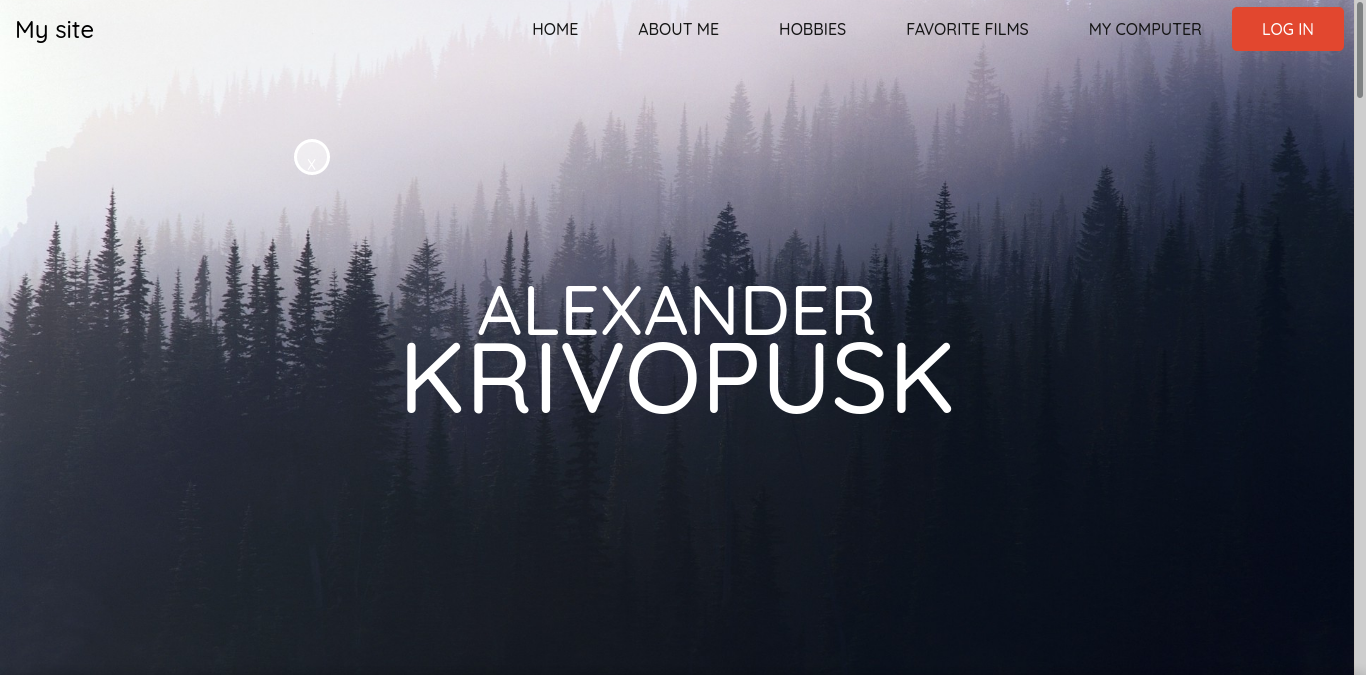 My site
HOME ABOUT ME HOBBIES FAVORITE FILMS MY COMPUTER LOG IN
x
ALEXANDER
KRIVOPUSK